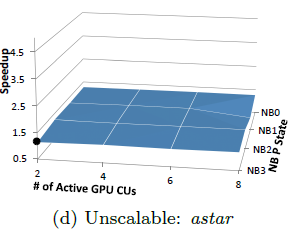 Speedup
4.5
3.5
2.5
1.5
0.5
2
4
6
8
# of Active GPU CUs
NB0
NB1
NB2
NB3
NB P State
(d) Unscalable: astar